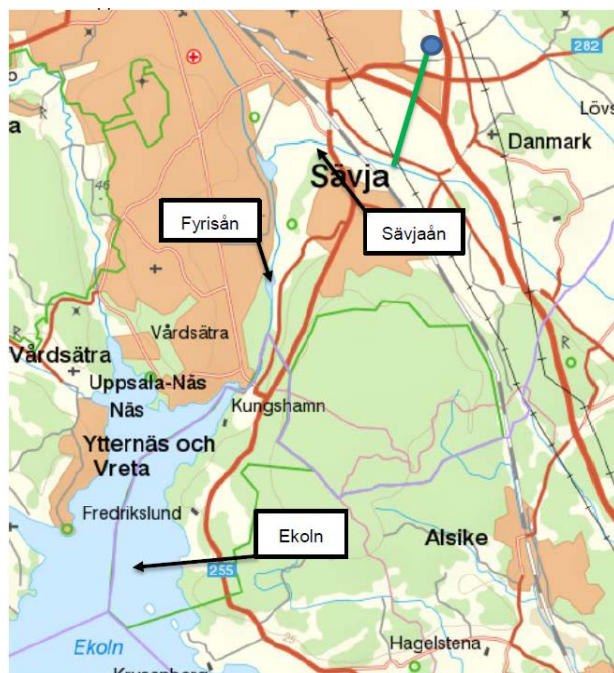 282
Lövs
a
Danmark
46
Sävja
Fyrisån
Sävjaån
Vårdsätra
Vårdsätra
Uppsala-Näs
Näs
Kungshamn
Ytternäs och
Vreta
Fredrikslund
Ekoln
Alsike
255
25
Ekoln
Hagelstena